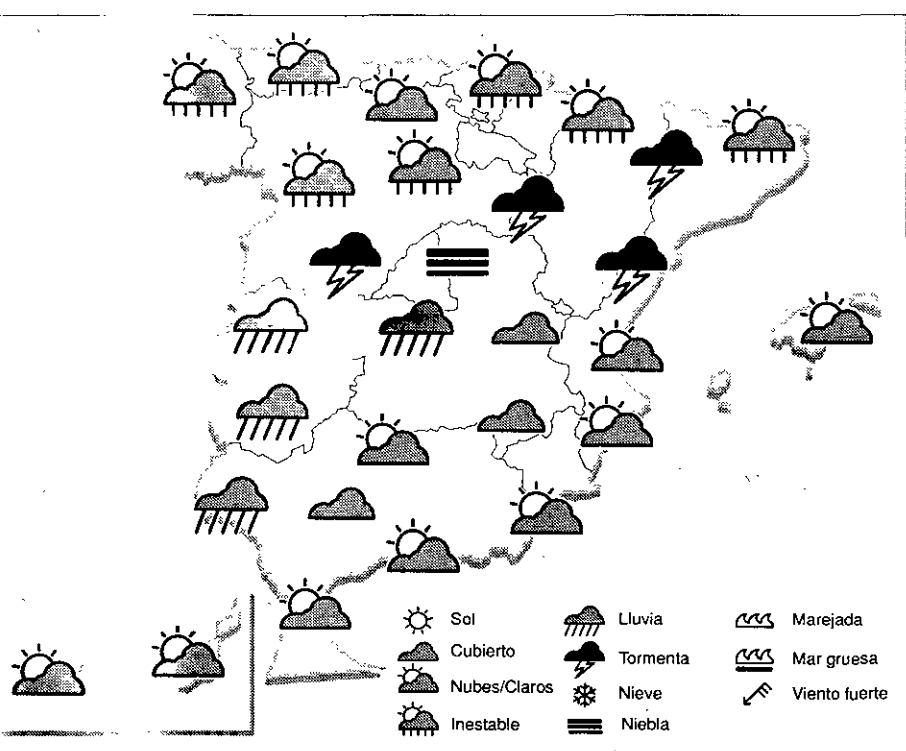 Sol
Cubierto
Nubes/Claros
Inestable
Lluvia
Tormenta
Nieve
Niebla
Marejada
Mar gruesa
Viento fuerte